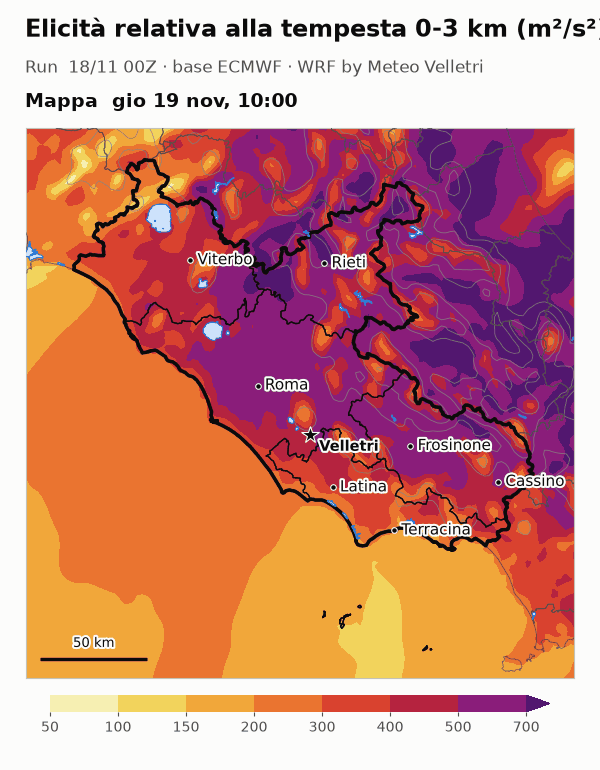 Elicità relativa alla tempesta 0-3 km (m²/s²)
Run 18/11 00Z · base ECMWF · WRF by Meteo Velletri
Mappa gio 19 nov, 10:00
Viterbo
Rieti
Roma
Velletri
Frosinone
Cassino
Latina
Terracina
50 km
50 100 150 200 300 400 500 700